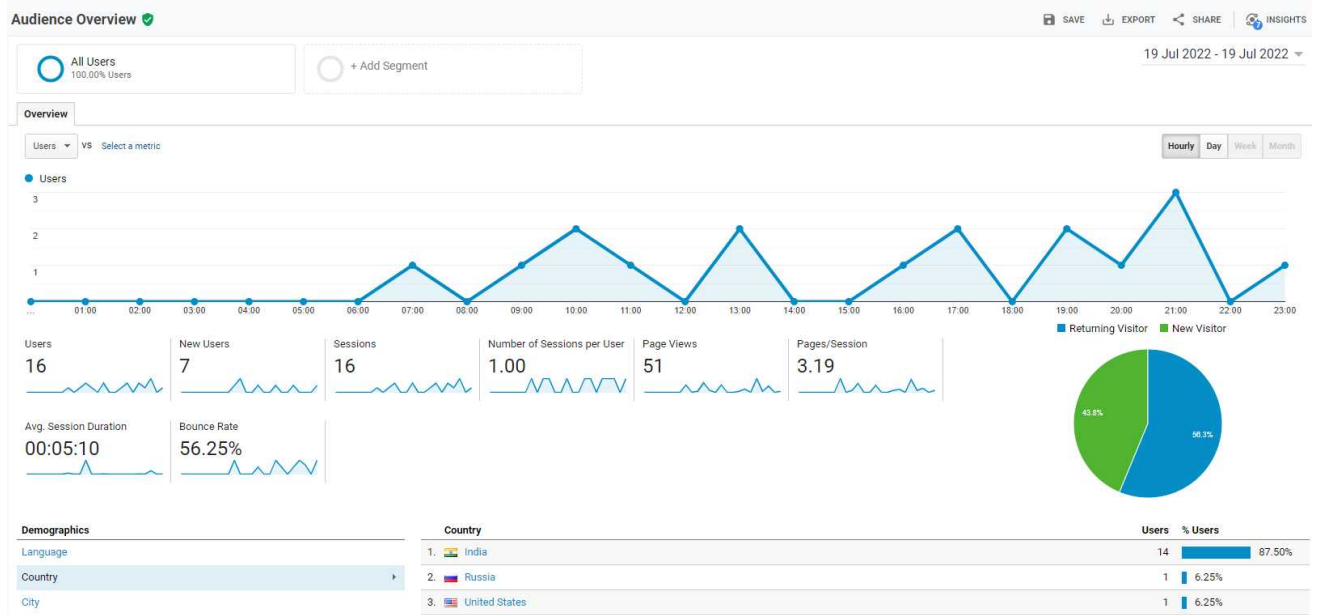 Audience Overview
SAVE EXPORT SHARE INSIGHTS
7
All Users
100.00% Users
+ Add Segment
19 Jul 2022 - 19 Jul 2022
Overview
Users VS Select a metric
Hourly Day Week Month
Users
3
2
1
... 01:00 02:00 03:00 04:00 05:00 06:00 07:00 08:00 09:00 10:00 11:00 12:00 13:00 14:00 15:00 16:00 17:00 18:00 19:00 20:00 21:00 22:00 23:00
Returning Visitor New Visitor
Users New Users Sessions Number of Sessions per User Page Views Pages/Session
16 7 16 1.00 51 3.19
43.8%
56.3%
Avg. Session Duration Bounce Rate
00:05:10 56.25%
Demographics Country Users % Users
Language 1. India 14 87.50%
Country 2. Russia 1 6.25%
City 3. United States 1 6.25%